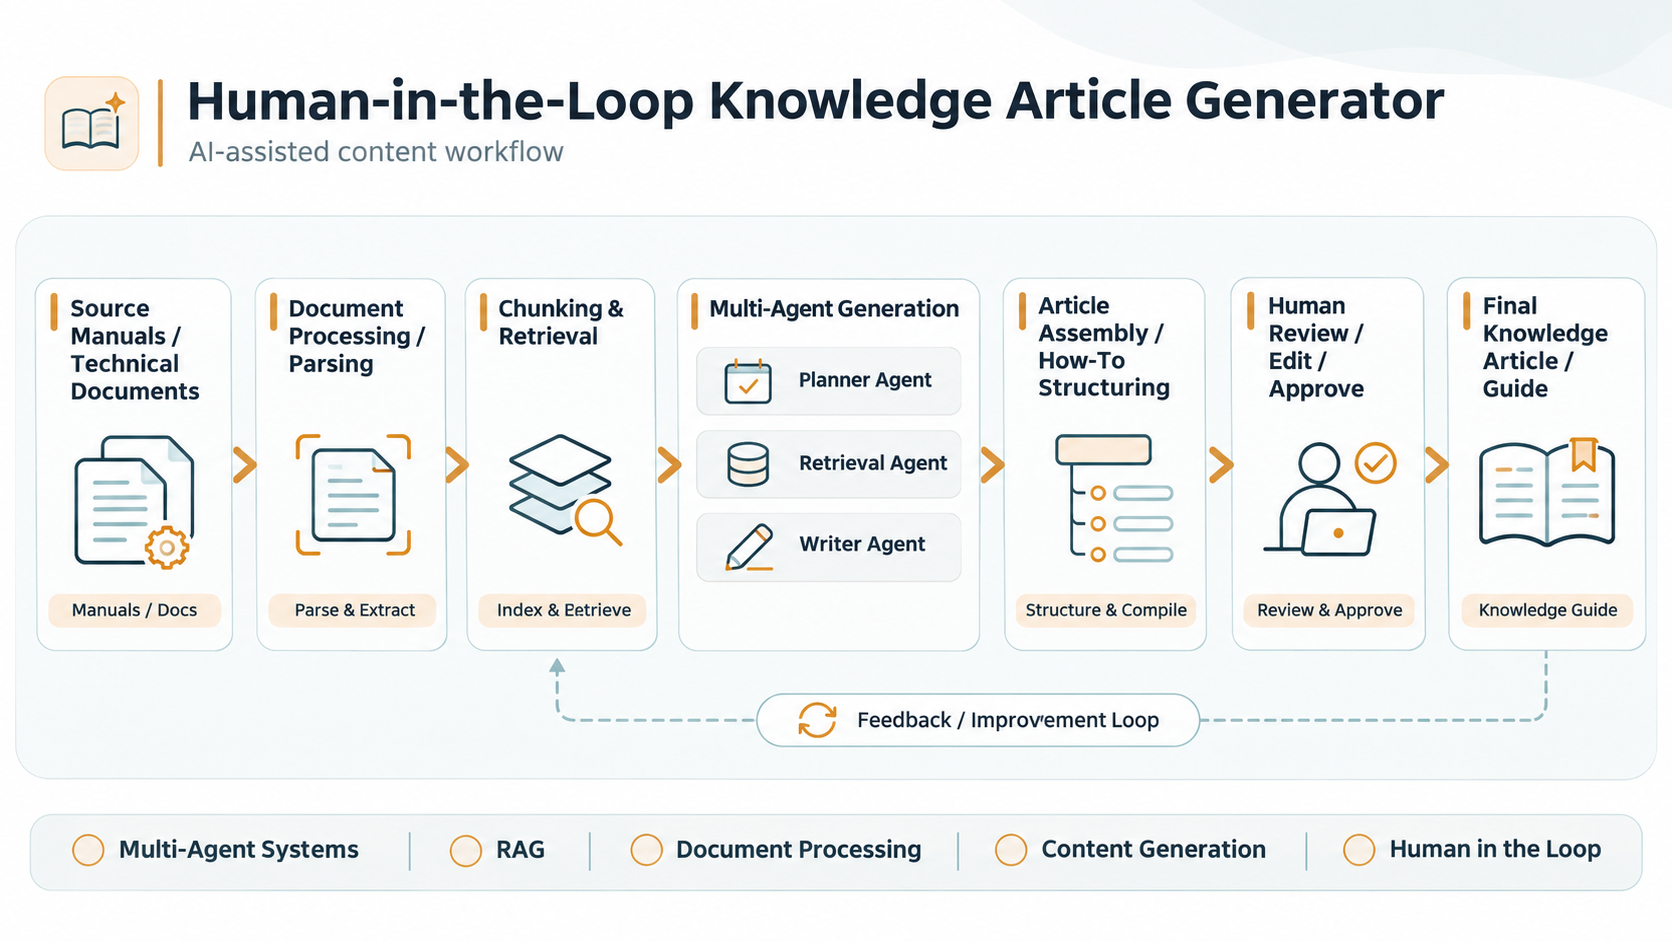 Human-in-the-Loop Knowledge Article Generator
AI-assisted content workflow
Source
Manuals /
Technical
Documents
Manuals / Docs
Document
Processing /
Parsing
Parse & Extract
Chunking &
Retrieval
Index & Eetrieve
Multi-Agent Generation
Planner Agent
Retrieval Agent
Writer Agent
Article
Assembly /
How-To
Structuring
Structure & Compile
Human
Review /
Edit /
Approve
Review & Approve
Final
Knowledge
Article /
Guide
Knowledge Guide
Feedback / Improvement Loop
Multi-Agent Systems
RAG
Document Processing
Content Generation
Human in the Loop